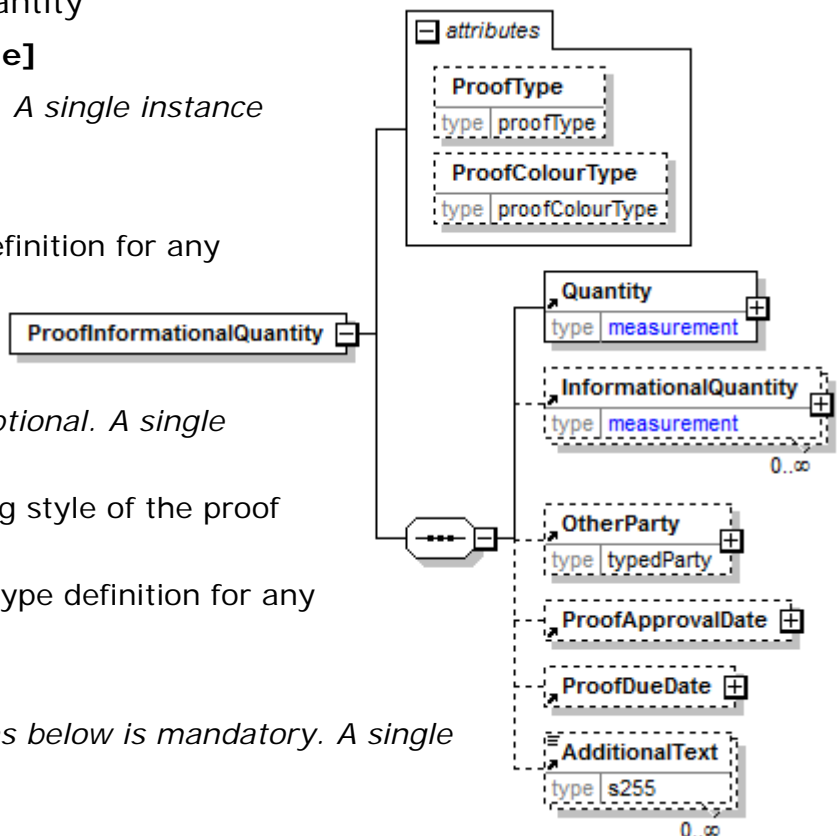 antity
e]
A single instance
efinition for any
ptional. A single
g style of the proof
ype definition for any
s below is mandatory. A single
attributes
ProofType
type proofType
ProofColourType
type proofColourType
ProofInformationalQuantity
Quantity
type measurement
InformationalQuantity
type measurement
0..∞
OtherParty
type typedParty
ProofApprovalDate
ProofDueDate
AdditionalText
type s255
0..∞